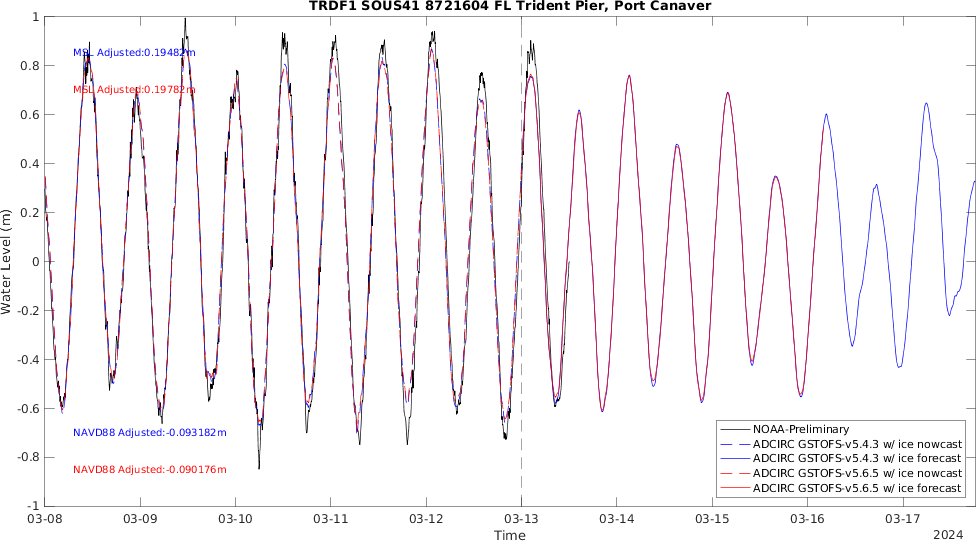 TRDF1 SOUS41 8721604 FL Trident Pier, Port Canaver
MSL Adjusted:0.19482m
MSL Adjusted:0.19782m
NAVD88 Adjusted:-0.093182m
NAVD88 Adjusted:-0.090176m
Water Level (m)
1
0.8
0.6
0.4
0.2
0
-0.2
-0.4
-0.6
-0.8
-1
NOAA-Preliminary
ADCIRC GSTOFS-v5.4.3 w/ ice nowcast
ADCIRC GSTOFS-v5.4.3 w/ ice forecast
ADCIRC GSTOFS-v5.6.5 w/ ice nowcast
ADCIRC GSTOFS-v5.6.5 w/ ice forecast
03-08 03-09 03-10 03-11 03-12 03-13 03-14 03-15 03-16 03-17
Time
2024